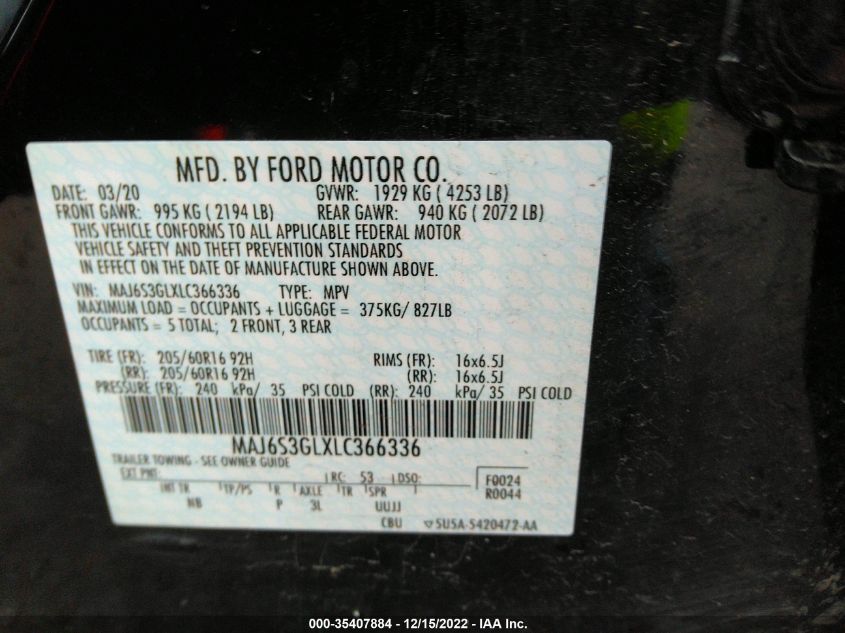 MFD. BY FORD MOTOR CO.
DATE: 03/20 GVWR: 1929 KG ( 4253 LB)
FRONT GAWR: 995 KG ( 2194 LB) REAR GAWR: 940 KG ( 2072 LB)
THIS VEHICLE CONFORMS TO ALL APPLICABLE FEDERAL MOTOR
VEHICLE SAFETY AND THEFT PREVENTION STANDARDS
IN EFFECT ON THE DATE OF MANUFACTURE SHOWN ABOVE.
VIN: MAJ6S3GLXLC366336 TYPE: MPV
MAXIMUM LOAD = OCCUPANTS + LUGGAGE = 375KG/ 827LB
OCCUPANTS = 5 TOTAL; 2 FRONT, 3 REAR
TIRE (FR): 205/60R16 92H RIMS (FR): 16x6.5J
(RR): 205/60R16 92H (RR): 16x6.5J
PRESSURE (FR): 240 kPa/ 35 PSI COLD (RR): 240 kPa/ 35 PSI COLD
MAJ6S3GLXLC366336
TRAILER TOWING - SEE OWNER GUIDE
EXT PNT: RC: 53 DSO: F0024
INT TR TP/PS R AXLE TR SPR R0044
NB P 3L UUJJ
CBU SU5A-5420472-AA
000-35407884 - 12/15/2022 - IAA Inc.